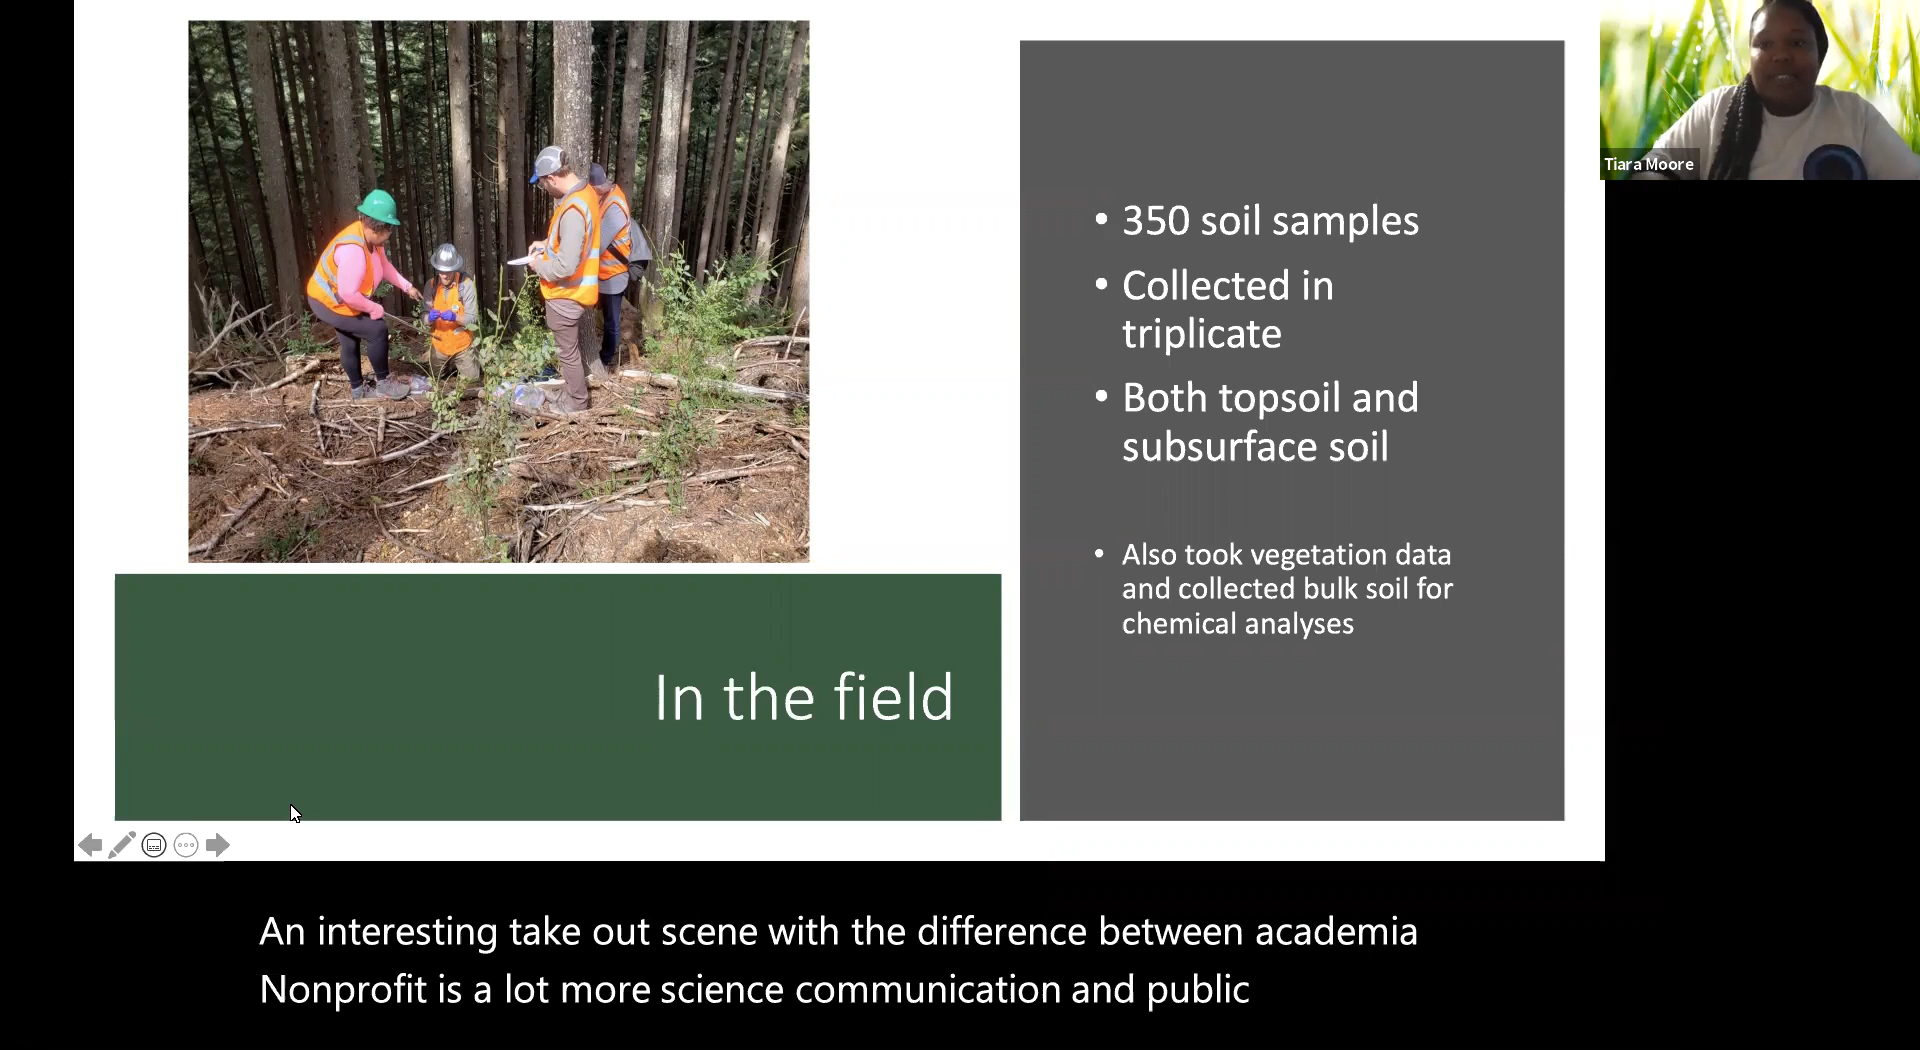 Tiara Moore
• 350 soil samples
• Collected in
triplicate
• Both topsoil and
subsurface soil
• Also took vegetation data
and collected bulk soil for
chemical analyses
In the field
An interesting take out scene with the difference between academia
Nonprofit is a lot more science communication and public